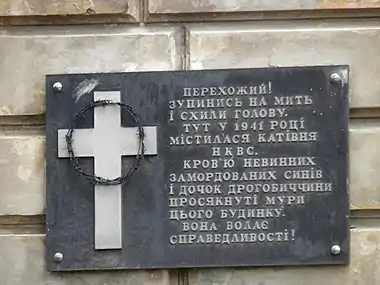 ПЕРЕХОЖИЙ!
ЗУПИНИСЬ НА МИТЬ
І СХИЛИ ГОЛОВУ.
ТУТ У 1941 РОЦІ
МІСТИЛАСЯ КАТІВНЯ
НКВС.
КРОВ'Ю НЕВИННИХ
ЗАМОРДОВАНИХ СИНІВ
І ДОЧОК ДРОГОБИЧЧИНИ
ПРОСЯКНУТІ МУРИ
ЦЬОГО БУДИНКУ.
ВОНА ВОЛАЄ
СПРАВЕДЛИВОСТІ!